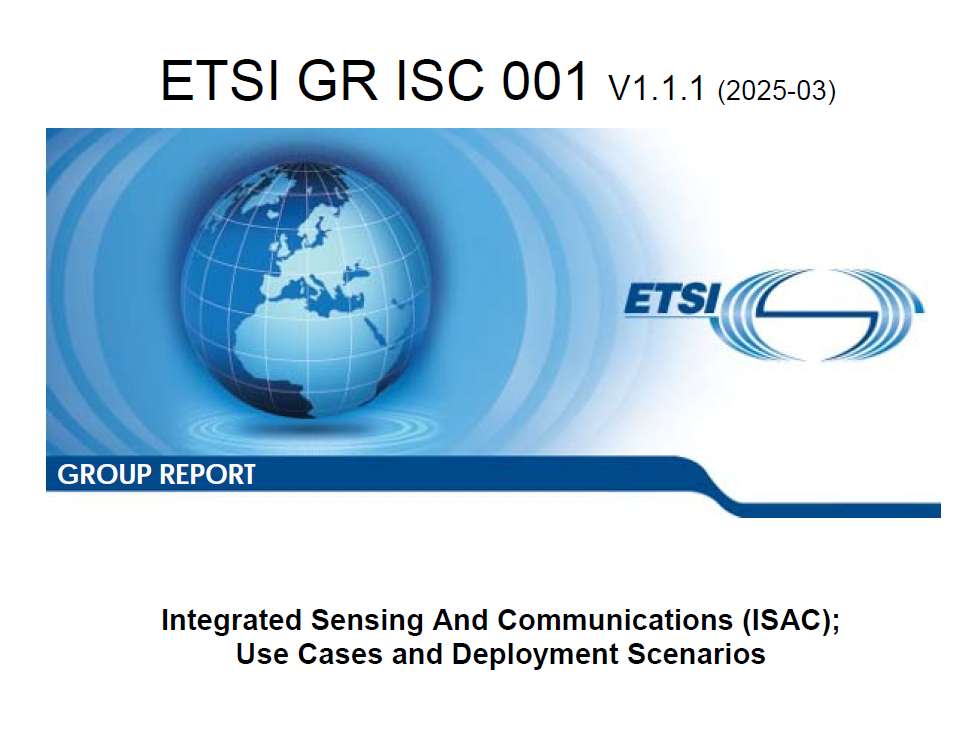 ETSI GR ISC 001 V1.1.1 (2025-03)
ETSI
GROUP REPORT
Integrated Sensing And Communications (ISAC);
Use Cases and Deployment Scenarios